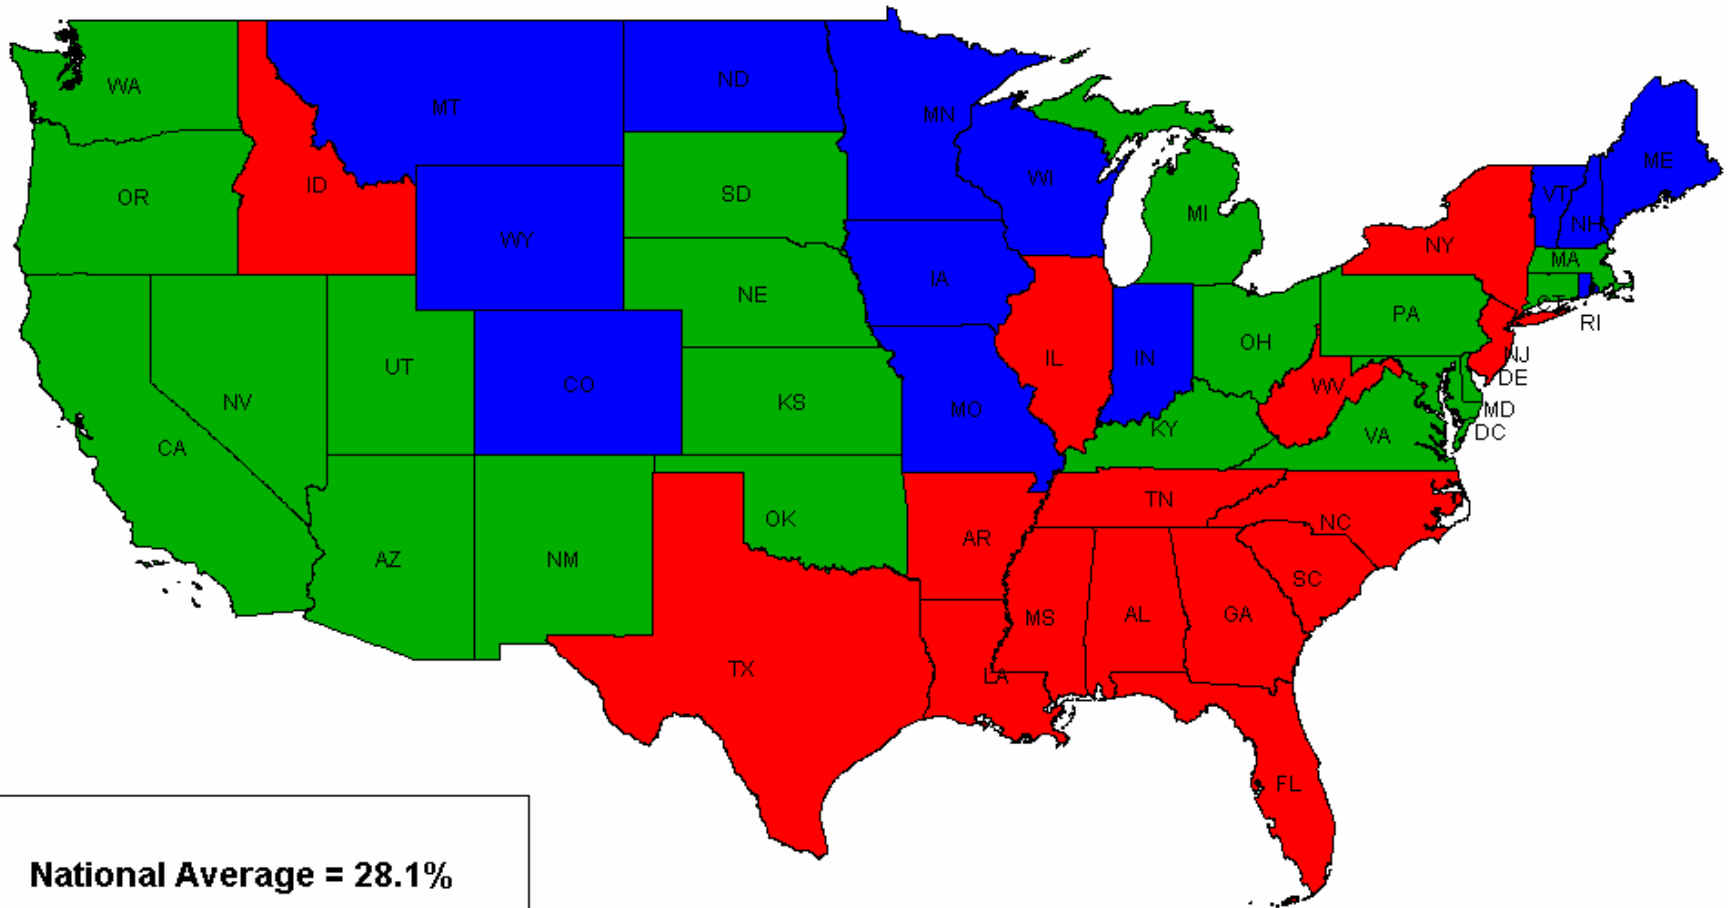 WA
MT
ND
MN
OR
ID
SD
WI
MI
VT
NH
ME
WY
NY
MA
IA
NE
CT
RI
PA
NV
UT
CO
KS
IL
IN
OH
NJ
DE
WV
MD
DC
CA
MO
KY
VA
OK
TN
NC
AZ
NM
AR
SC
MS
AL
GA
TX
LA
FL
National Average = 28.1%